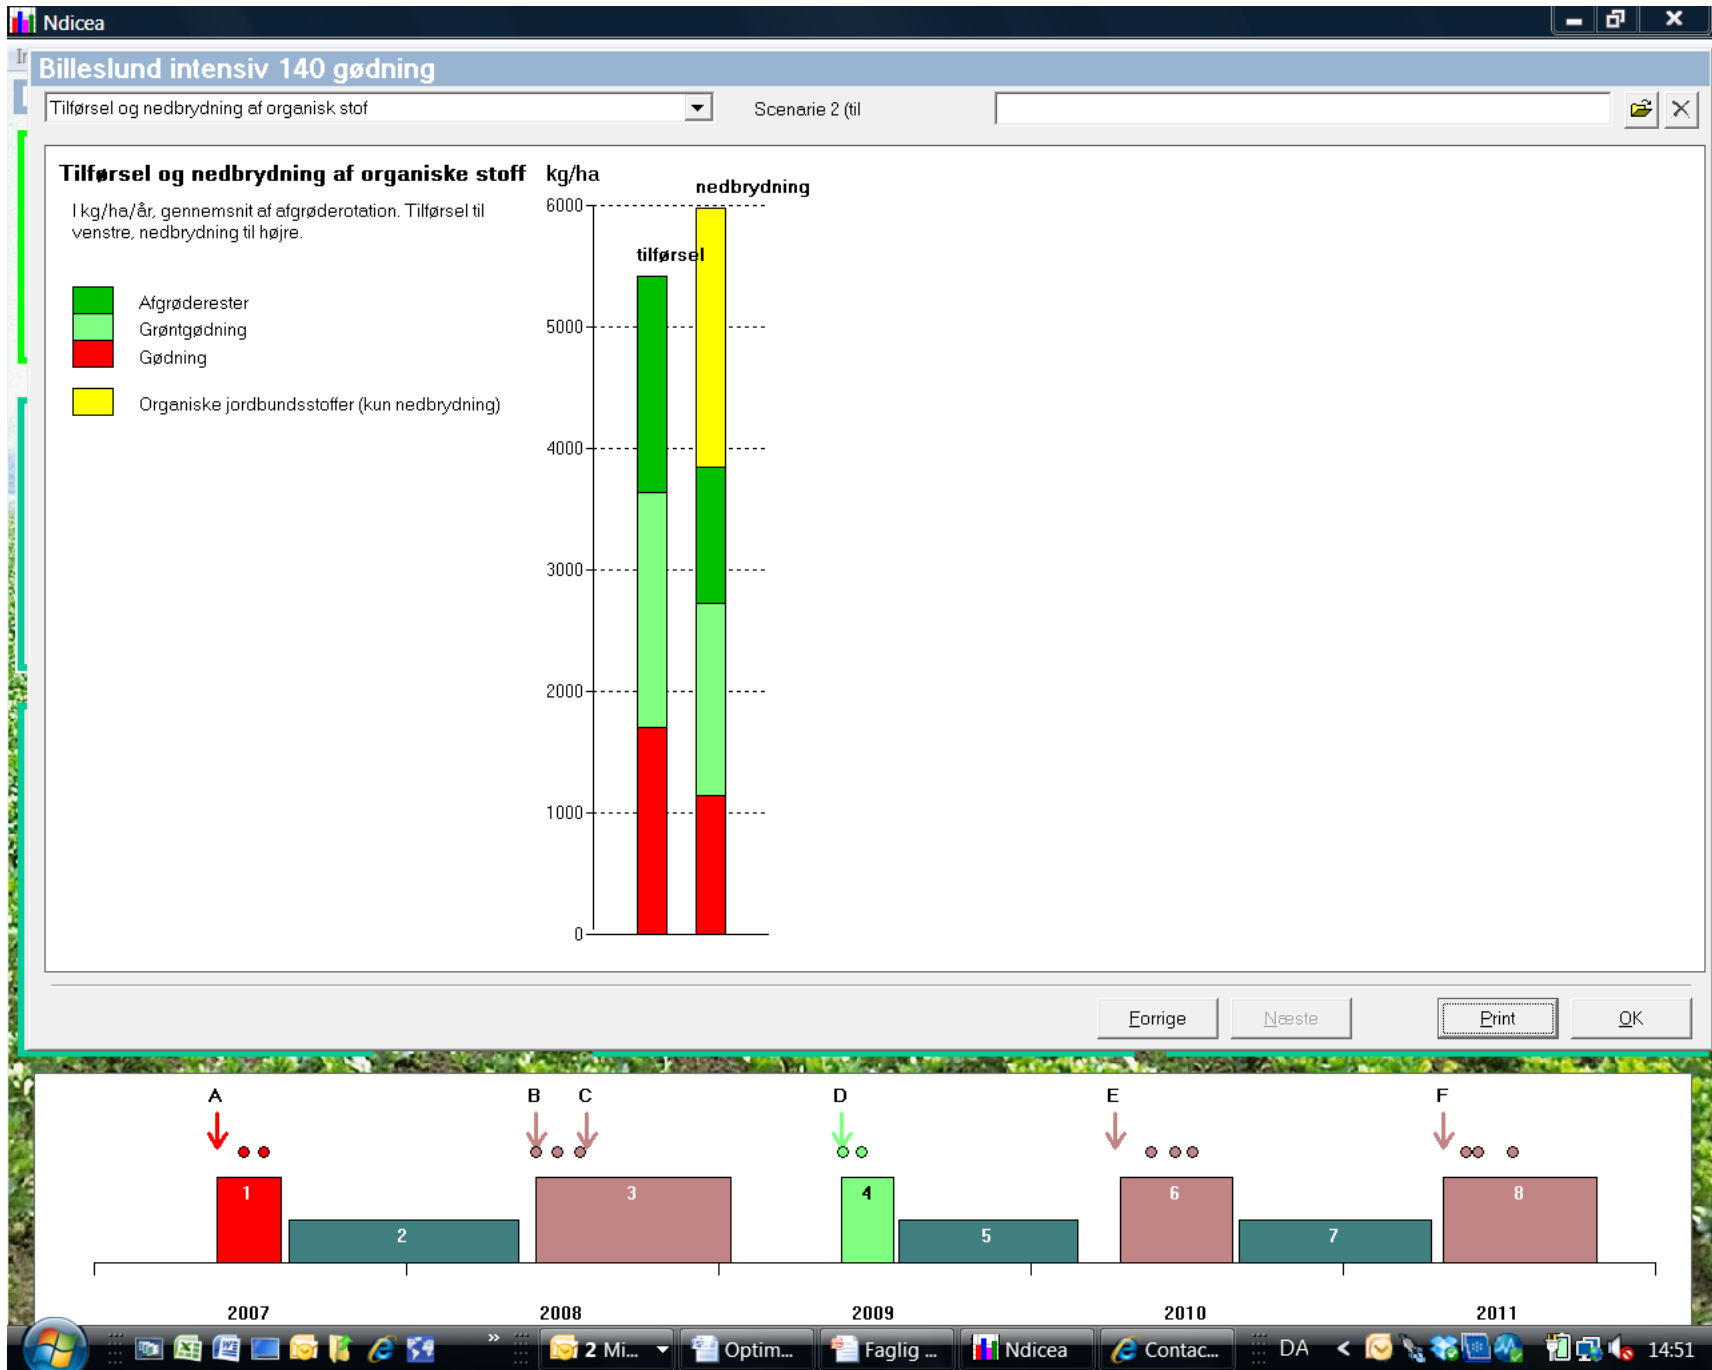 Ndicea
Billeslund intensiv 140 gødning
Tilførsel og nedbrydning af organisk stof
Scenarie 2 (til
Tilførsel og nedbrydning af organiske stoff
I kg/ha/år, gennemsnit af afgrøderotation. Tilførsel til
venstre, nedbrydning til højre.
Afgrøderester
Grøntgødning
Gødning
Organiske jordbundsstoffer (kun nedbrydning)
kg/ha
nedbrydning
tilførsel
6000
5000
4000
3000
2000
1000
0
Forrige
Næste
Print
OK
A
B
C
D
E
F
1
2
3
4
5
6
7
8
2007
2008
2009
2010
2011
2 Mi...
Optim...
Faglig ...
Ndicea
Contac...
DA
14:51